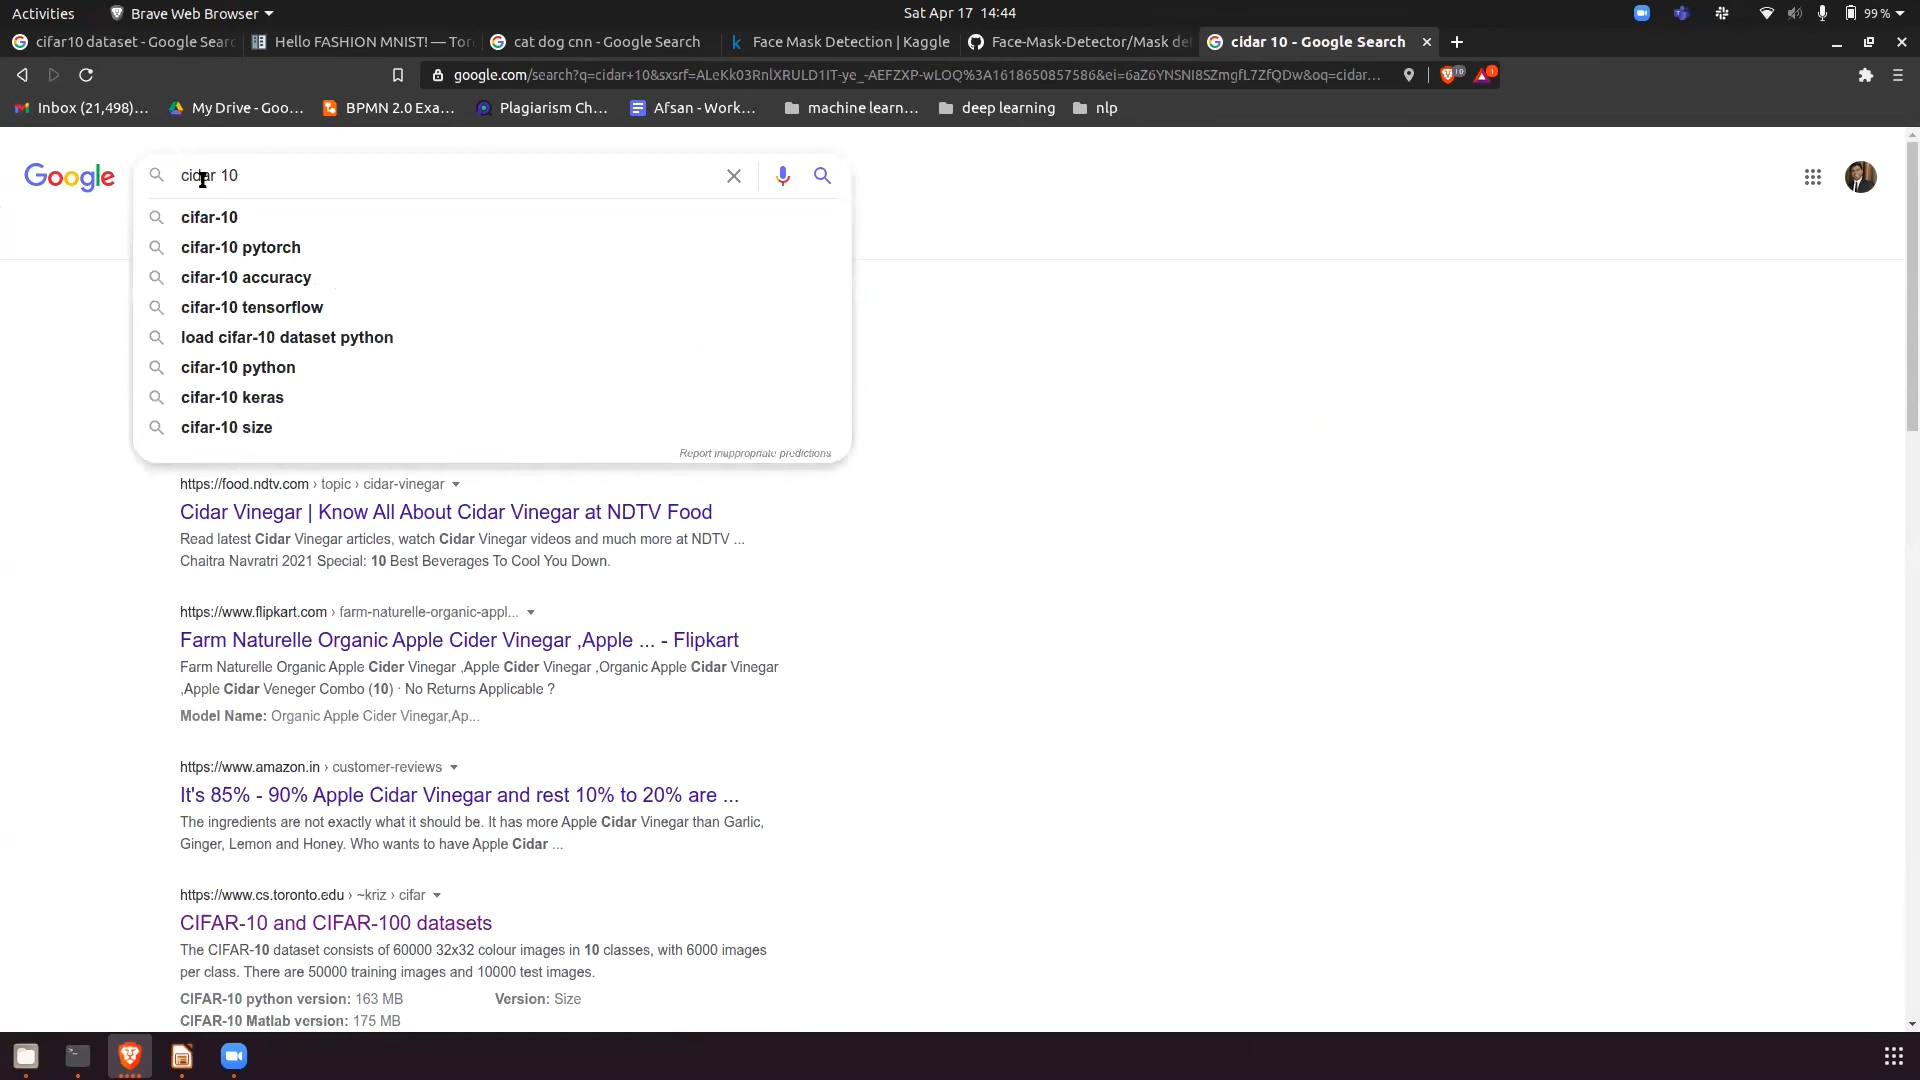 Activities Brave Web Browser Sat Apr 17 14:44 99 %
cifar10 dataset - Google Sear Hello FASHION MNIST! — Tor cat dog cnn - Google Search Face Mask Detection | Kaggle Face-Mask-Detector/Mask de cidar 10 - Google Search
google.com/search?q=cidar+10&sxsrf=ALeKk03RnlXRULD1IT-ye_-AEFZXP-wLOQ%3A1618650857586&ei=6aZ6YNSNI8SZmgfL7ZfQDw&oq=cidar... 10 1
Inbox (21,498)... My Drive - Goo... BPMN 2.0 Exa... Plagiarism Ch... Afsan - Work... machine learn... deep learning nlp
Google cidar 10
cifar-10
cifar-10 pytorch
cifar-10 accuracy
cifar-10 tensorflow
load cifar-10 dataset python
cifar-10 python
cifar-10 keras
cifar-10 size
Report inappropriate predictions
https://food.ndtv.com › topic › cidar-vinegar
Cidar Vinegar | Know All About Cidar Vinegar at NDTV Food
Read latest Cidar Vinegar articles, watch Cidar Vinegar videos and much more at NDTV ...
Chaitra Navratri 2021 Special: 10 Best Beverages To Cool You Down.
https://www.flipkart.com › farm-naturelle-organic-appl...
Farm Naturelle Organic Apple Cider Vinegar ,Apple ... - Flipkart
Farm Naturelle Organic Apple Cider Vinegar ,Apple Cider Vinegar ,Organic Apple Cidar Vinegar
,Apple Cidar Veneger Combo (10) · No Returns Applicable ?
Model Name: Organic Apple Cider Vinegar,Ap...
https://www.amazon.in › customer-reviews
It's 85% - 90% Apple Cidar Vinegar and rest 10% to 20% are ...
The ingredients are not exactly what it should be. It has more Apple Cidar Vinegar than Garlic,
Ginger, Lemon and Honey. Who wants to have Apple Cidar ...
https://www.cs.toronto.edu › ~kriz › cifar
CIFAR-10 and CIFAR-100 datasets
The CIFAR-10 dataset consists of 60000 32x32 colour images in 10 classes, with 6000 images
per class. There are 50000 training images and 10000 test images.
CIFAR-10 python version: 163 MB Version: Size
CIFAR-10 Matlab version: 175 MB